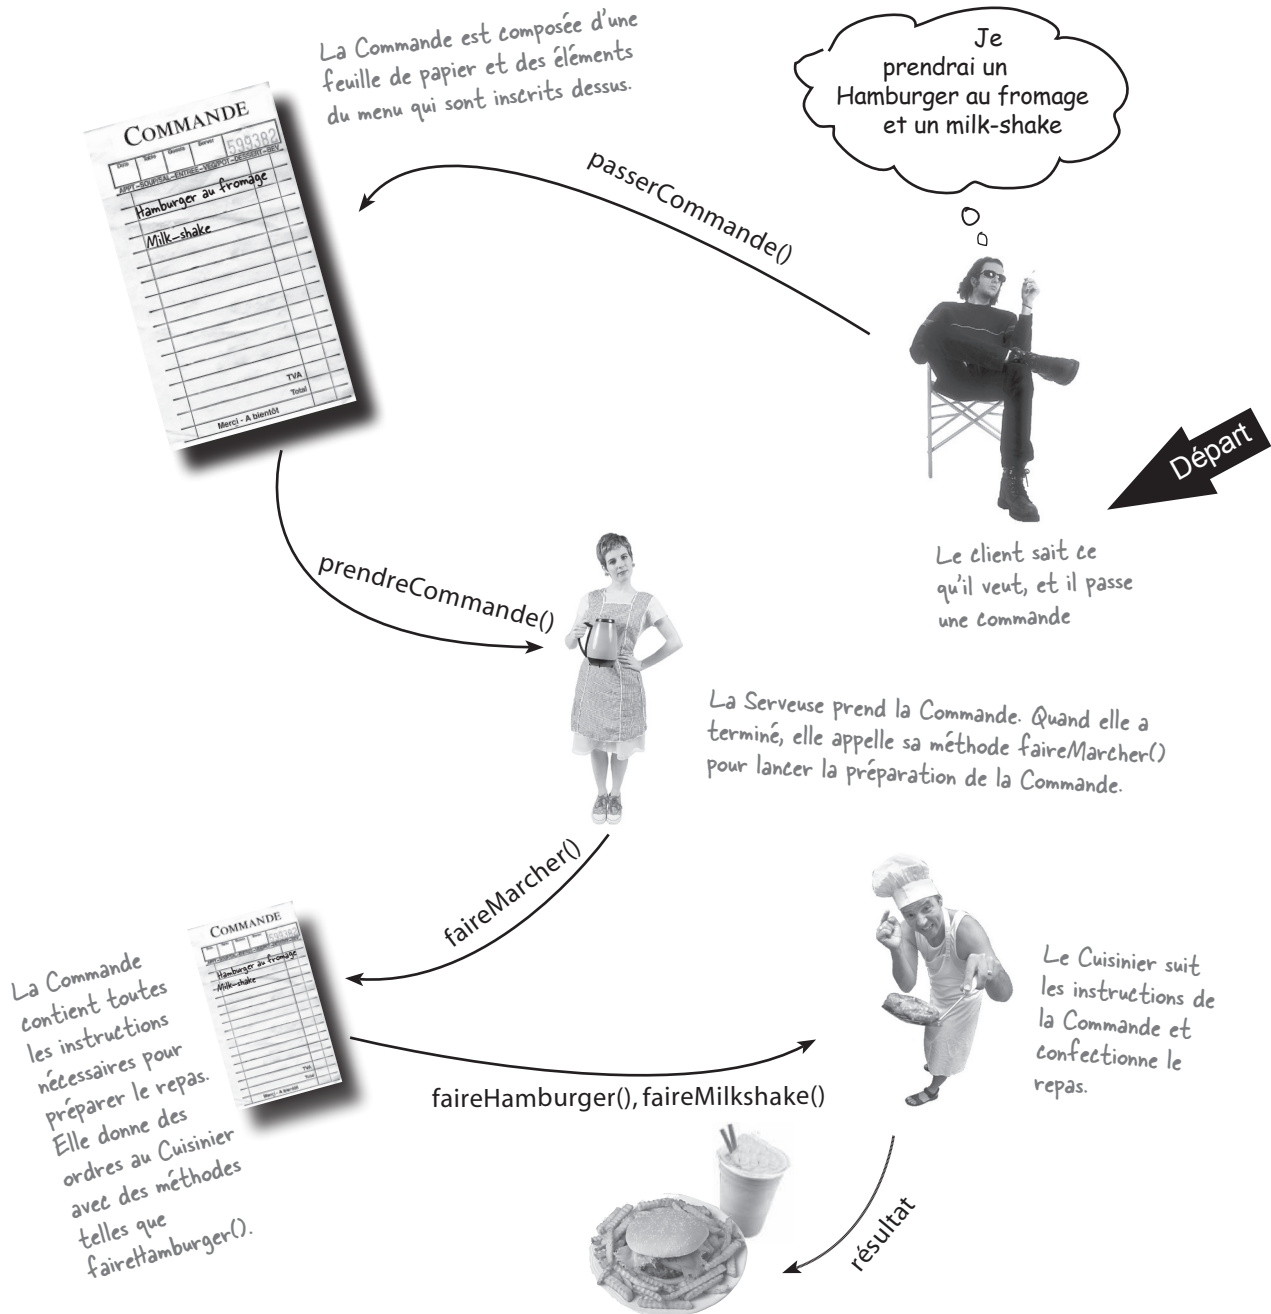 La Commande est composée d'une
feuille de papier et des éléments
du menu qui sont inscrits dessus.
Je
prendrai un
Hamburger au fromage
et un milk-shake
COMMANDE
599382
Hamburger au fromage
Milk-shake
TVA
Total
Merci - A bientôt
passerCommande()
Départ
Le client sait ce
qu'il veut, et il passe
une commande
prendreCommande()
La Serveuse prend la Commande. Quand elle a
terminé, elle appelle sa méthode faireMarcher()
pour lancer la préparation de la Commande.
faireMarcher()
COMMANDE
599382
Hamburger au fromage
Milk-shake
TVA
Total
Merci - A bientôt
La Commande
contient toutes
les instructions
nécessaires pour
préparer le repas.
Elle donne des
ordres au Cuisinier
avec des méthodes
telles que
faireHamburger().
faireHamburger(), faireMilkshake()
Le Cuisinier suit
les instructions de
la Commande et
confectionne le
repas.
résultat